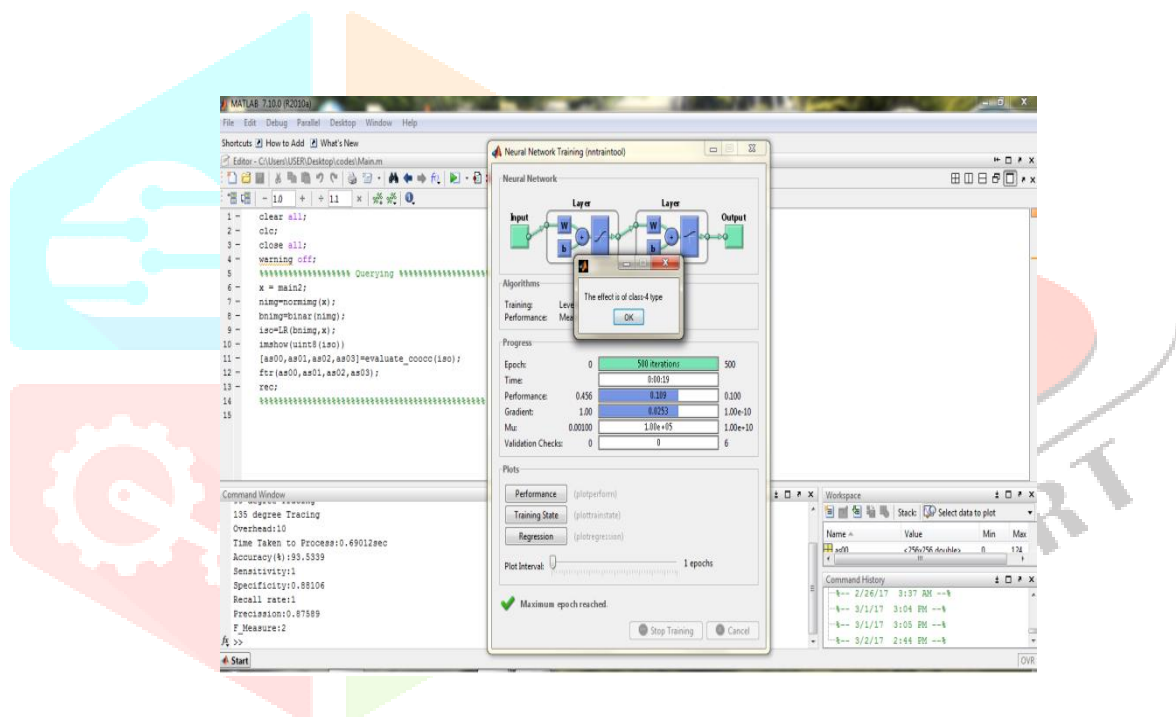 MATLAB 7.10.0 (R2010a)
File Edit Debug Parallel Desktop Window Help
Shortcuts How to Add What's New
Editor - C:\Users\USER\Desktop\codes\Main.m
- 1.0 + ÷ 1.1 ×
1 - clear all;
2 - clc;
3 - close all;
4 - warning off;
5 %%%%%%%%%%%%%%%%%% Querying %%%%%%%%%%%%%%%%%%
6 - x = main2;
7 - nimg=normimg(x);
8 - bnimg=binar(nimg);
9 - iso=LR(bnimg,x);
10 - imshow(uint8(iso))
11 - [as00,as01,as02,as03]=evaluate_coocc(iso);
12 - ftr(as00,as01,as02,as03);
13 - rec;
14 %%%%%%%%%%%%%%%%%%%%%%%%%%%%%%%%%%%%%%%%%%%%%
15
Neural Network Training (nntraintool)
Neural Network
Layer Layer
Input W b W b Output
Algorithms
Training: Leve
Performance: Mea
The effect is of class-4 type
OK
Progress
Epoch: 0 500 iterations 500
Time: 0:00:19
Performance: 0.456 0.109 0.100
Gradient: 1.00 0.0253 1.00e-10
Mu: 0.00100 1.00e+05 1.00e+10
Validation Checks: 0 0 6
Plots
Performance (plotperform)
Training State (plottrainstate)
Regression (plotregression)
Plot Interval: 1 epochs
Maximum epoch reached.
Stop Training Cancel
Command Window
135 degree Tracing
Overhead:10
Time Taken to Process:0.69012sec
Accuracy(%):93.5339
Sensitivity:1
Specificity:0.88106
Recall rate:1
Precission:0.87589
F_Measure:2
fx >>
Workspace
Stack: Select data to plot
Name Value Min Max
as00 <256x256 double> 0 124
Command History
%-- 2/26/17 3:37 AM --%
%-- 3/1/17 3:04 PM --%
%-- 3/1/17 3:05 PM --%
%-- 3/2/17 2:44 PM --%
Start
OVR